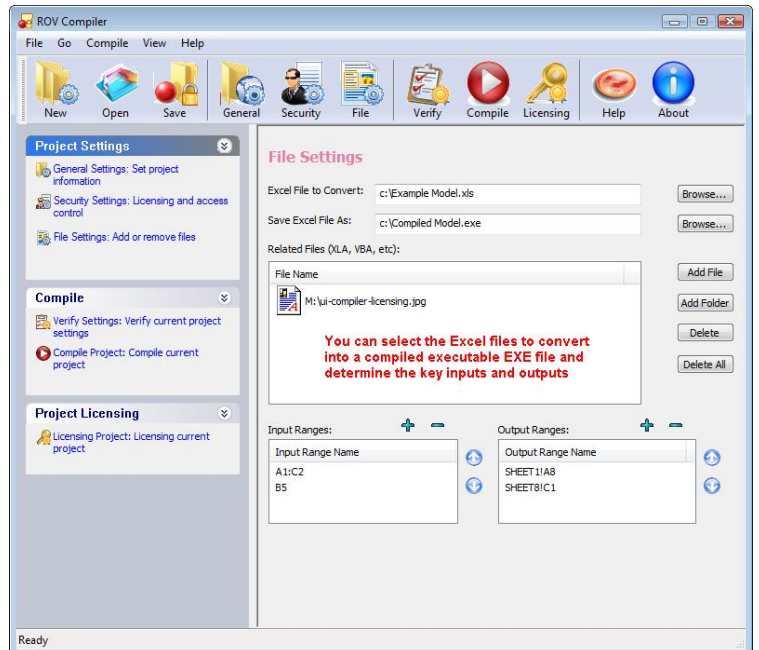 ROV Compiler
File Go Compile View Help
New Open Save General Security File Verify Compile Licensing Help About
Project Settings
General Settings: Set project
information
Security Settings: Licensing and access
control
File Settings: Add or remove files
Compile
Verify Settings: Verify current project
settings
Compile Project: Compile current
project
Project Licensing
Licensing Project: Licensing current
project
File Settings
Excel File to Convert: c:\Example Model.xls Browse...
Save Excel File As: c:\Compiled Model.exe Browse...
Related Files (XLA, VBA, etc):
File Name
M:\ui-compiler-licensing.jpg
You can select the Excel files to convert
into a compiled executable EXE file and
determine the key inputs and outputs
Add File
Add Folder
Delete
Delete All
Input Ranges:
Input Range Name
A1:C2
B5
Output Ranges:
Output Range Name
SHEET1!A8
SHEET8!C1
Ready